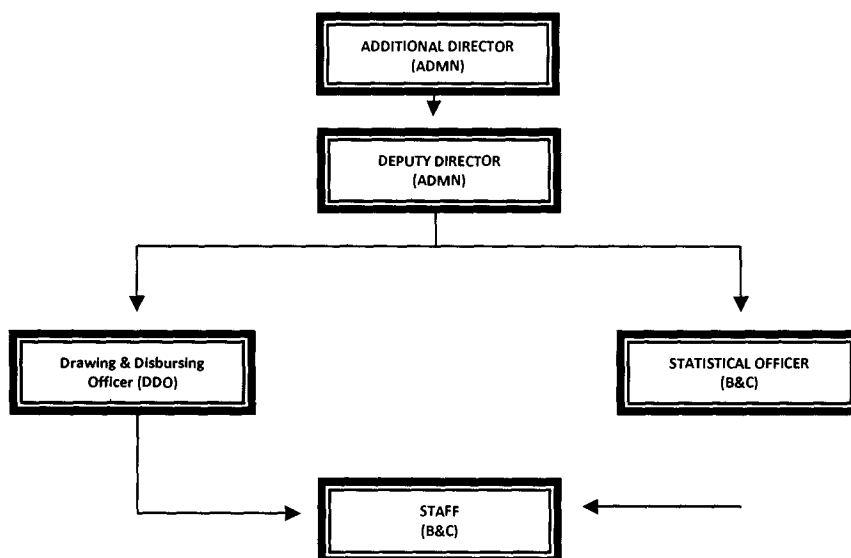 ADDITIONAL DIRECTOR
(ADMN)
DEPUTY DIRECTOR
(ADMN)
Drawing & Disbursing
Officer (DDO)
STATISTICAL OFFICER
(B&C)
STAFF
(B&C)